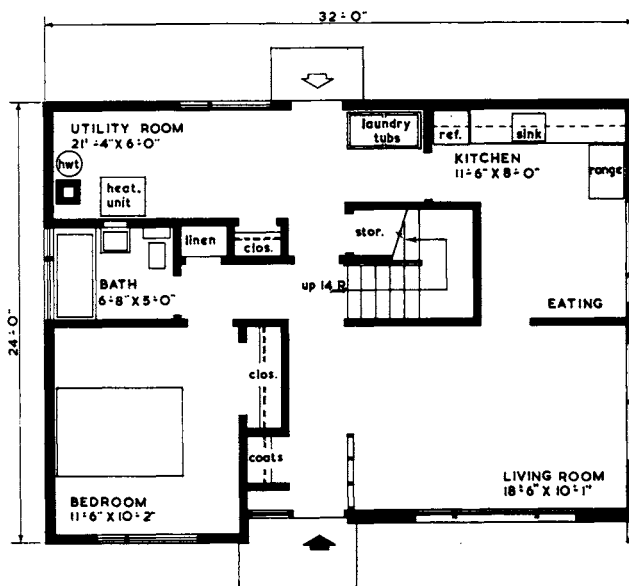 32'-0"
UTILITY ROOM
21'-4"X 6'-0"
hwt
heat.
unit
laundry
tubs
ref.
sink
KITCHEN
11'-6"X 8'-0"
range
linen
clos.
stor.
BATH
6'-8"X 5'-0"
up 14 R
EATING
24'-0"
clos.
coats
BEDROOM
11'-6"X 10'-2"
LIVING ROOM
18'-6"X 10'-1"